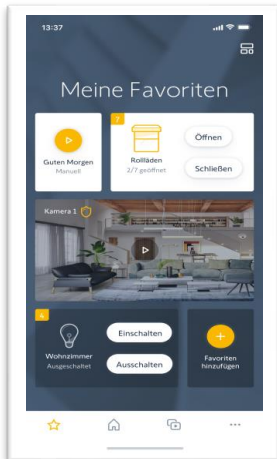 13:37
Meine Favoriten
7
Guten Morgen
Manuell
Rollläden
2/7 geöffnet
Öffnen
Schließen
Kamera 1
4
Wohnzimmer
Ausgeschaltet
Einschalten
Ausschalten
Favoriten
hinzufügen